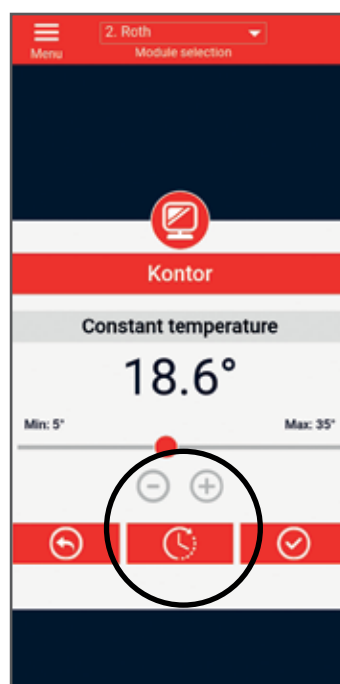 2. Roth
Menu
Module selection
Kontor
Constant temperature
18.6°
Min: 5°
Max: 35°